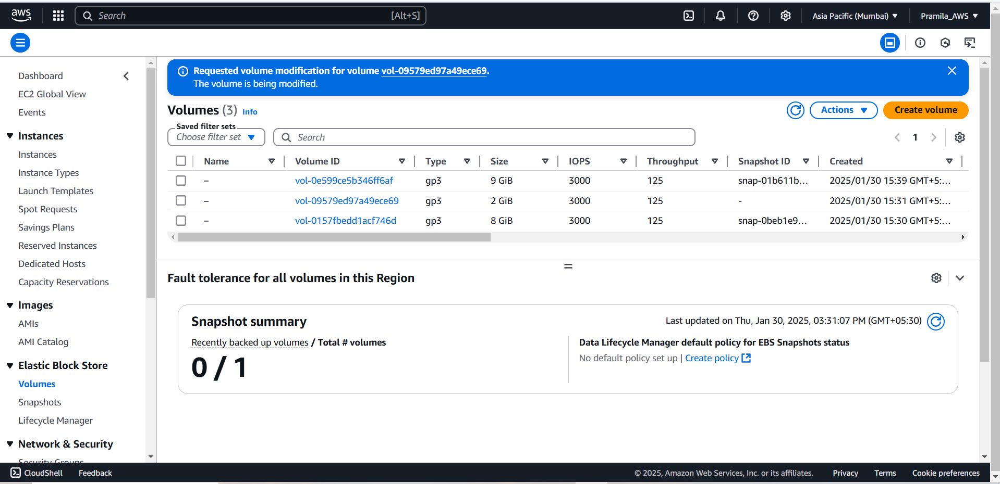 aws
Search [Alt+S]
Asia Pacific (Mumbai)
Pramila_AWS
Dashboard
EC2 Global View
Events
Instances
Instances
Instance Types
Launch Templates
Spot Requests
Savings Plans
Reserved Instances
Dedicated Hosts
Capacity Reservations
Images
AMIs
AMI Catalog
Elastic Block Store
Volumes
Snapshots
Lifecycle Manager
Network & Security
Security Groups
Requested volume modification for volume vol-09579ed97a49ece69.
The volume is being modified.
Volumes (3) Info
Actions
Create volume
Saved filter sets
Choose filter set
Search
1
Name Volume ID Type Size IOPS Throughput Snapshot ID Created
– vol-0e599ce5b346ff6af gp3 9 GiB 3000 125 snap-01b611b... 2025/01/30 15:39 GMT+5:...
– vol-09579ed97a49ece69 gp3 2 GiB 3000 125 - 2025/01/30 15:31 GMT+5:...
– vol-0157fbedd1acf746d gp3 8 GiB 3000 125 snap-0beb1e9... 2025/01/30 15:30 GMT+5:...
Fault tolerance for all volumes in this Region
Snapshot summary
Last updated on Thu, Jan 30, 2025, 03:31:07 PM (GMT+05:30)
Recently backed up volumes / Total # volumes
0 / 1
Data Lifecycle Manager default policy for EBS Snapshots status
No default policy set up | Create policy
CloudShell Feedback
© 2025, Amazon Web Services, Inc. or its affiliates. Privacy Terms Cookie preferences